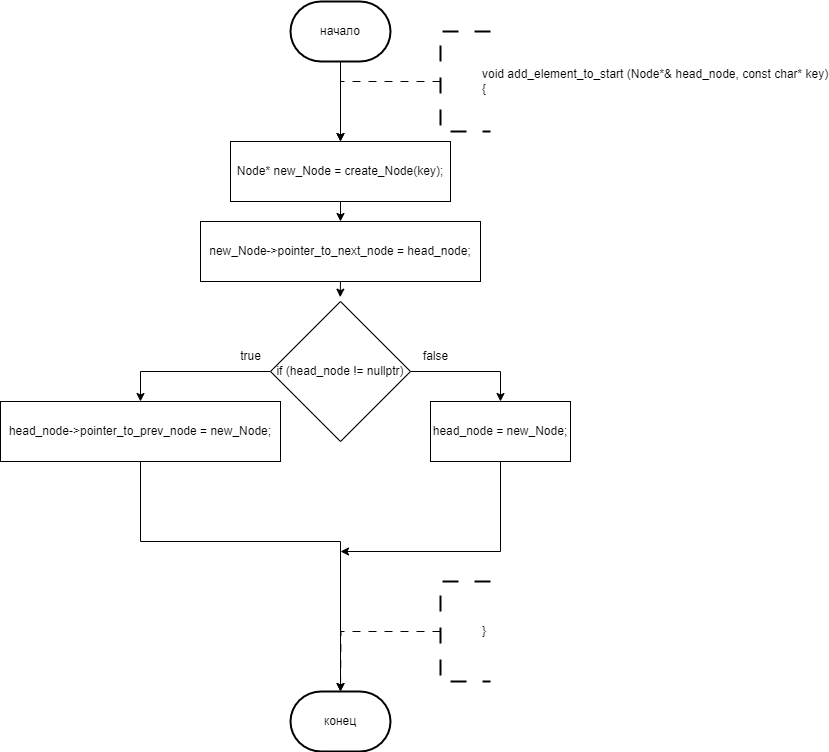 начало
void add_element_to_start (Node*& head_node, const char* key)
{
Node* new_Node = create_Node(key);
new_Node->pointer_to_next_node = head_node;
true
false
if (head_node != nullptr)
head_node->pointer_to_prev_node = new_Node;
head_node = new_Node;
}
конец